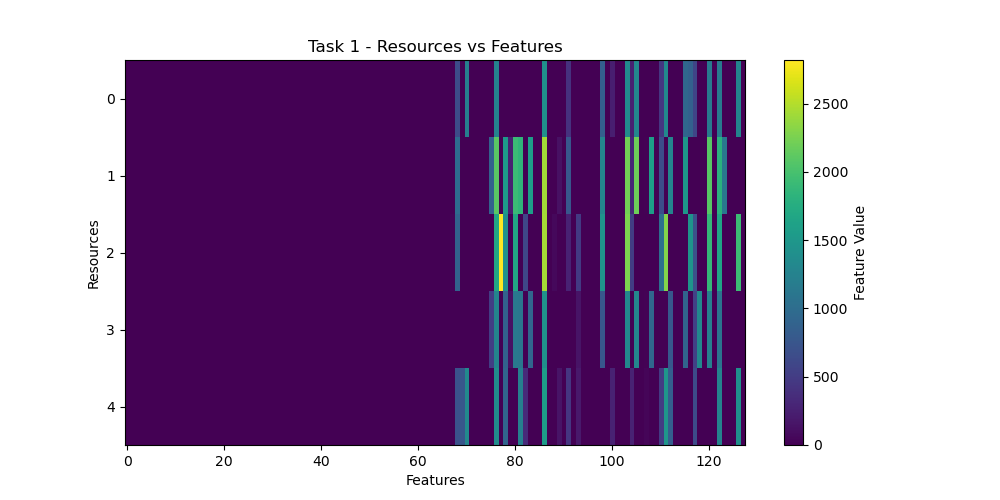 Task 1 - Resources vs Features
Resources
0
1
2
3
4
0 20 40 60 80 100 120
Features
2500
2000
1500
1000
500
0
Feature Value